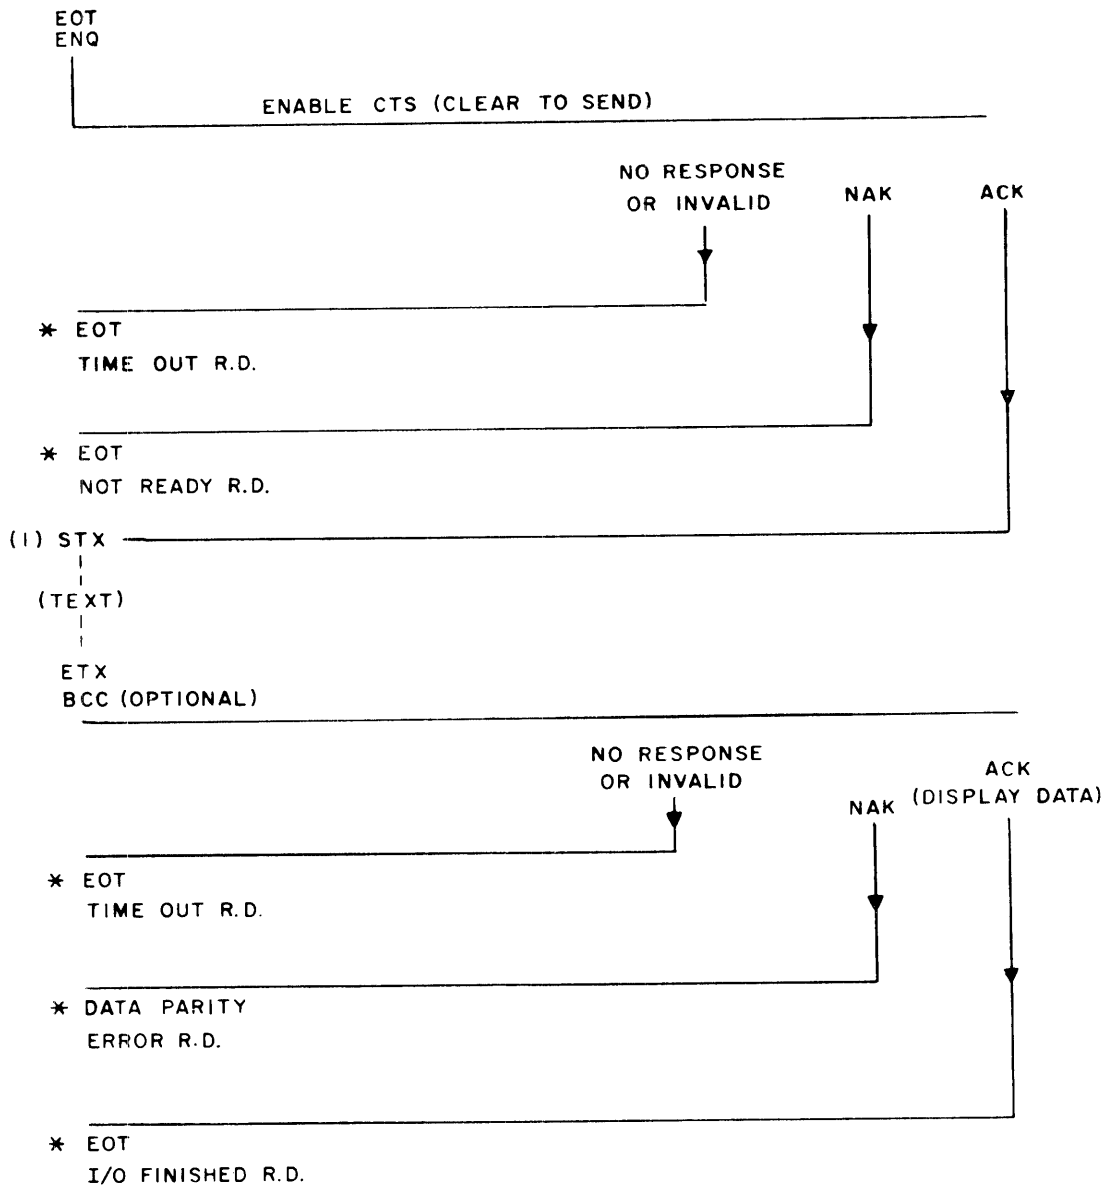 EOT
ENQ
ENABLE CTS (CLEAR TO SEND)
NO RESPONSE
OR INVALID
NAK
ACK
* EOT
TIME OUT R.D.
* EOT
NOT READY R.D.
(1) STX
(TEXT)
ETX
BCC (OPTIONAL)
NO RESPONSE
OR INVALID
NAK
ACK
(DISPLAY DATA)
* EOT
TIME OUT R.D.
* DATA PARITY
ERROR R.D.
* EOT
I/O FINISHED R.D.